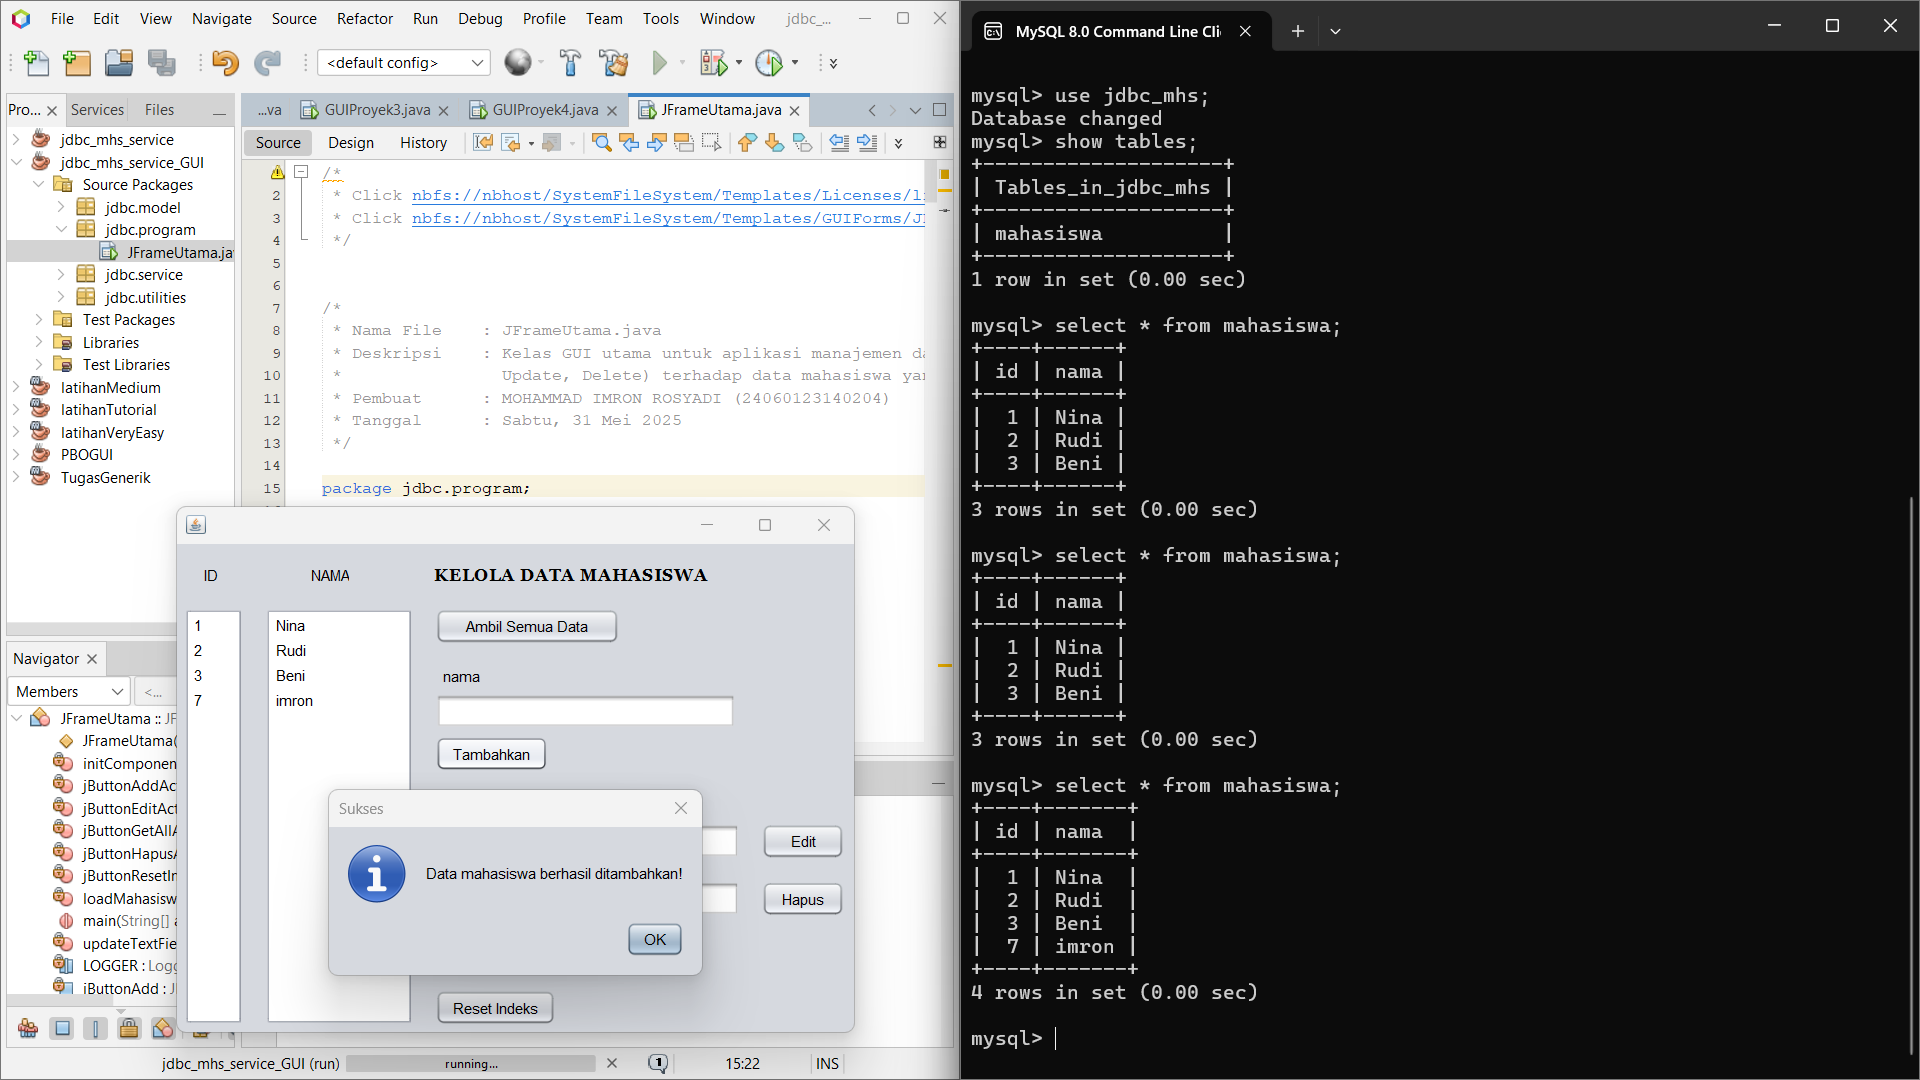 File Edit View Navigate Source Refactor Run Debug Profile Team Tools Window jdbc_...
<default config>
Pro... Services Files
jdbc_mhs_service
jdbc_mhs_service_GUI
Source Packages
jdbc.model
jdbc.program
JFrameUtama.ja
jdbc.service
jdbc.utilities
Test Packages
Libraries
Test Libraries
latihanMedium
latihanTutorial
latihanVeryEasy
PBOGUI
TugasGenerik
...va GUIProyek3.java GUIProyek4.java JFrameUtama.java
Source Design History
/*
2 * Click nbfs://nbhost/SystemFileSystem/Templates/Licenses/li
3 * Click nbfs://nbhost/SystemFileSystem/Templates/GUIForms/JF
4 */
5
6
7 /*
8 * Nama File : JFrameUtama.java
9 * Deskripsi : Kelas GUI utama untuk aplikasi manajemen da
10 * Update, Delete) terhadap data mahasiswa yan
11 * Pembuat : MOHAMMAD IMRON ROSYADI (24060123140204)
12 * Tanggal : Sabtu, 31 Mei 2025
13 */
14
15 package jdbc.program;
Navigator
Members <...
JFrameUtama :: JF
JFrameUtama(
initComponen
jButtonAddAc
jButtonEditAct
jButtonGetAllA
jButtonHapusA
jButtonResetIn
loadMahasisw
main(String[] a
updateTextFie
LOGGER : Logg
jButtonAdd : J
ID NAMA KELOLA DATA MAHASISWA
1 Nina
2 Rudi
3 Beni
7 imron
Ambil Semua Data
nama
Tambahkan
Edit
Hapus
Reset Indeks
Sukses
Data mahasiswa berhasil ditambahkan!
OK
jdbc_mhs_service_GUI (run) running... 1 15:22 INS
MySQL 8.0 Command Line Cli
mysql> use jdbc_mhs;
Database changed
mysql> show tables;
+--------------------+
| Tables_in_jdbc_mhs |
+--------------------+
| mahasiswa          |
+--------------------+
1 row in set (0.00 sec)
mysql> select * from mahasiswa;
+----+------+
| id | nama |
+----+------+
|  1 | Nina |
|  2 | Rudi |
|  3 | Beni |
+----+------+
3 rows in set (0.00 sec)
mysql> select * from mahasiswa;
+----+------+
| id | nama |
+----+------+
|  1 | Nina |
|  2 | Rudi |
|  3 | Beni |
+----+------+
3 rows in set (0.00 sec)
mysql> select * from mahasiswa;
+----+-------+
| id | nama  |
+----+-------+
|  1 | Nina  |
|  2 | Rudi  |
|  3 | Beni  |
|  7 | imron |
+----+-------+
4 rows in set (0.00 sec)
mysql>